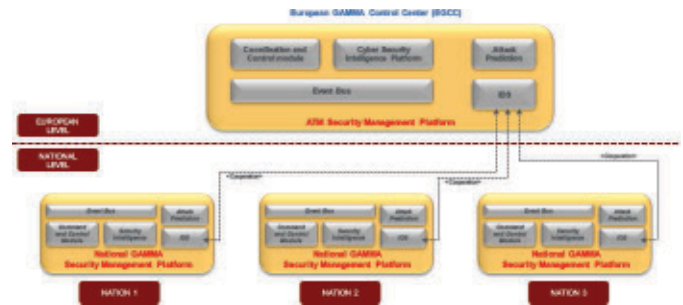 European GAMMA Control Center (EGCC)
Coordination and
Control module
Cyber Security
Intelligence Platform
Attack
Prediction
Event Bus
IDS
ATM Security Management Platform
EUROPEAN
LEVEL
NATIONAL
LEVEL
<Cooperation>
<Cooperation>
<Cooperation>
Event Bus
Attack
Prediction
Command
and Control
Module
Security
Intelligence
IDS
National GAMMA
Security Management Platform
NATION 1
Event Bus
Attack
Prediction
Command
and Control
Module
Security
Intelligence
IDS
National GAMMA
Security Management Platform
NATION 2
Event Bus
Attack
Prediction
Command
and Control
Module
Security
Intelligence
IDS
National GAMMA
Security Management Platform
NATION 3